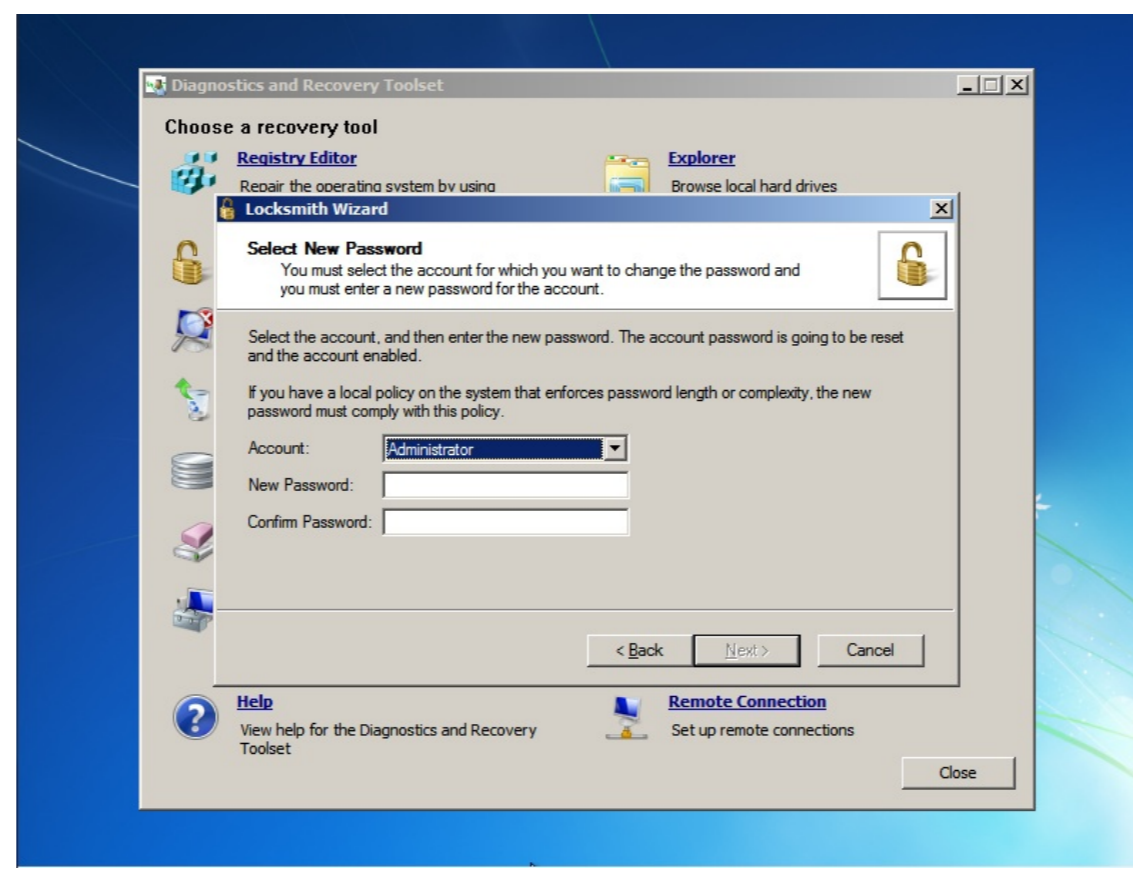 Diagnostics and Recovery Toolset
Choose a recovery tool
Registry Editor
Repair the operating system by using
Explorer
Browse local hard drives
Locksmith Wizard
Select New Password
You must select the account for which you want to change the password and
you must enter a new password for the account.
Select the account, and then enter the new password. The account password is going to be reset
and the account enabled.
If you have a local policy on the system that enforces password length or complexity, the new
password must comply with this policy.
Account: Administrator
New Password:
Confirm Password:
< Back Next > Cancel
Help
View help for the Diagnostics and Recovery
Toolset
Remote Connection
Set up remote connections
Close